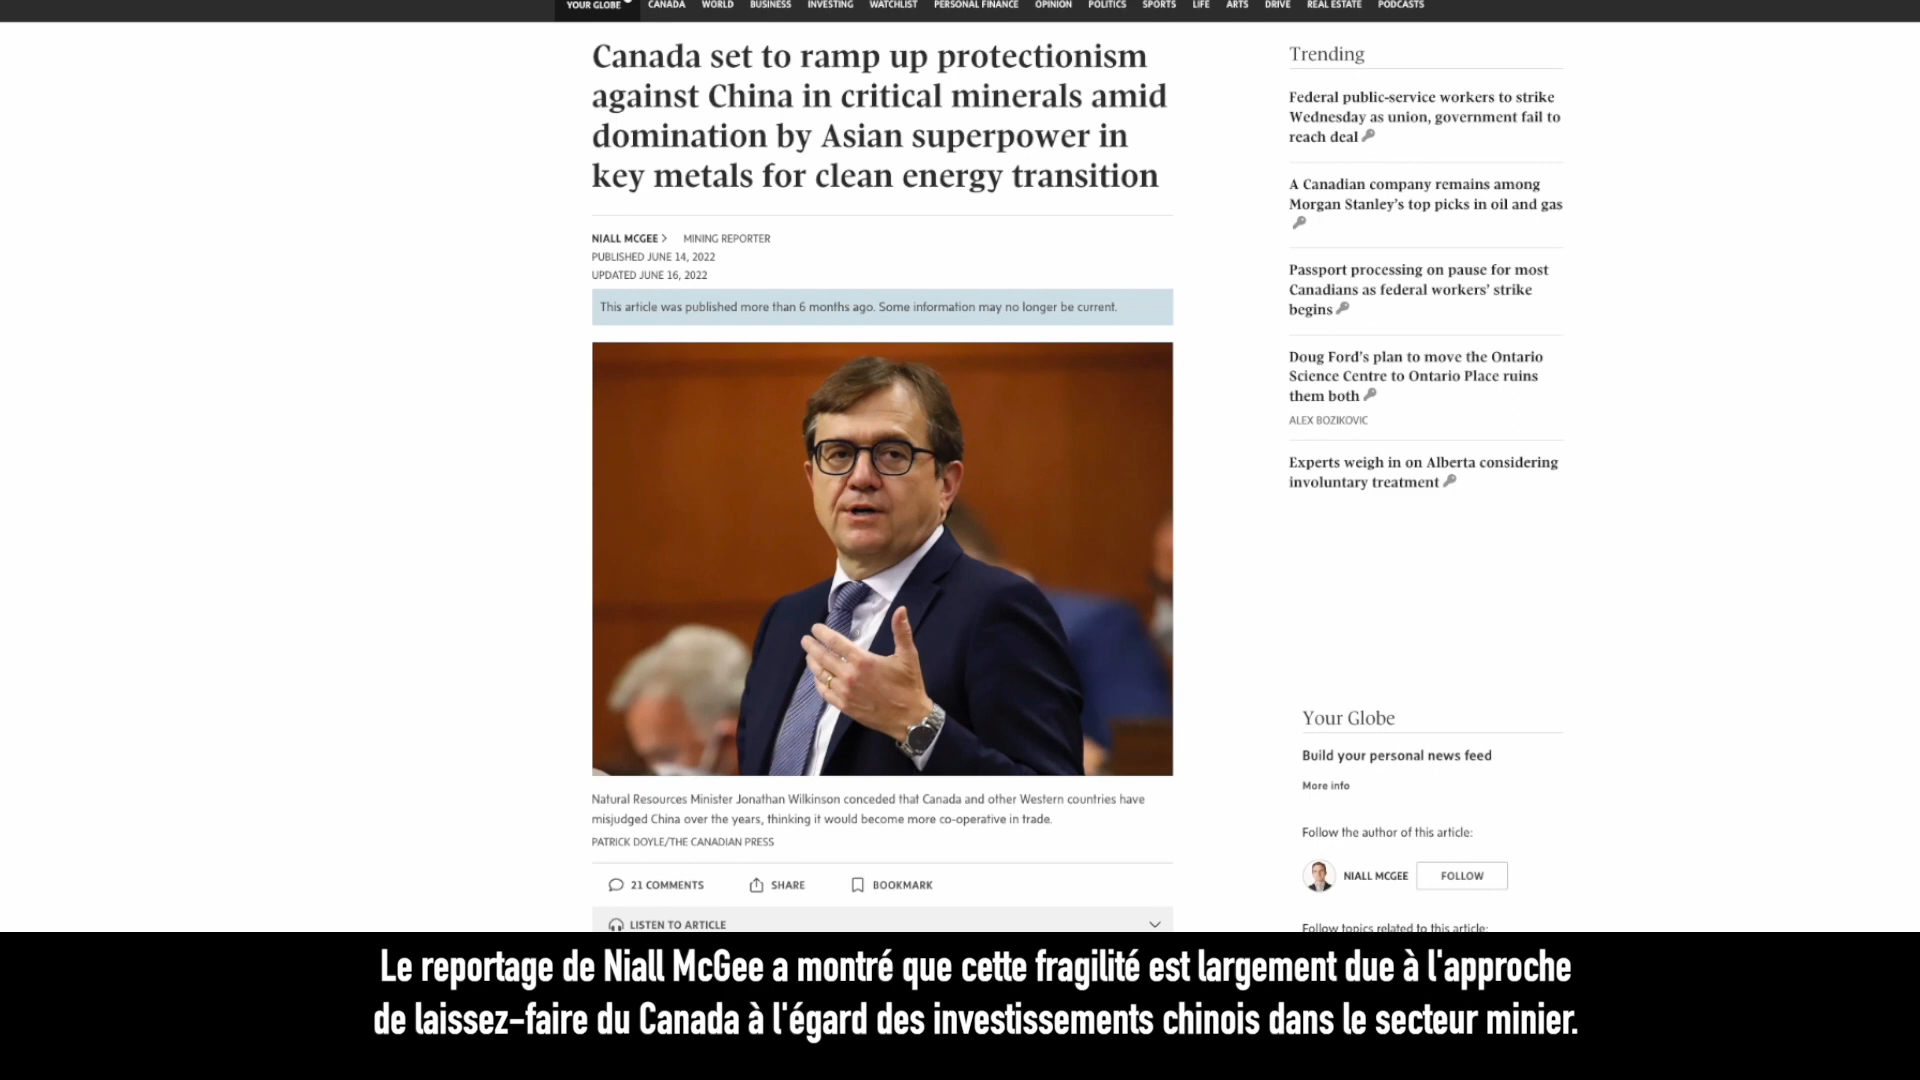 YOUR GLOBE
CANADA
WORLD
BUSINESS
INVESTING
WATCHLIST
PERSONAL FINANCE
OPINION
POLITICS
SPORTS
LIFE
ARTS
DRIVE
REAL ESTATE
PODCASTS
Canada set to ramp up protectionism
against China in critical minerals amid
domination by Asian superpower in
key metals for clean energy transition
NIALL MCGEE > MINING REPORTER
PUBLISHED JUNE 14, 2022
UPDATED JUNE 16, 2022
This article was published more than 6 months ago. Some information may no longer be current.
Natural Resources Minister Jonathan Wilkinson conceded that Canada and other Western countries have
misjudged China over the years, thinking it would become more co-operative in trade.
PATRICK DOYLE/THE CANADIAN PRESS
21 COMMENTS
SHARE
BOOKMARK
LISTEN TO ARTICLE
Trending
Federal public-service workers to strike
Wednesday as union, government fail to
reach deal
A Canadian company remains among
Morgan Stanley's top picks in oil and gas
Passport processing on pause for most
Canadians as federal workers' strike
begins
Doug Ford's plan to move the Ontario
Science Centre to Ontario Place ruins
them both
ALEX BOZIKOVIC
Experts weigh in on Alberta considering
involuntary treatment
Your Globe
Build your personal news feed
More info
Follow the author of this article:
NIALL MCGEE
FOLLOW
Follow topics related to this article:
Le reportage de Niall McGee a montré que cette fragilité est largement due à l'approche
de laissez-faire du Canada à l'égard des investissements chinois dans le secteur minier.